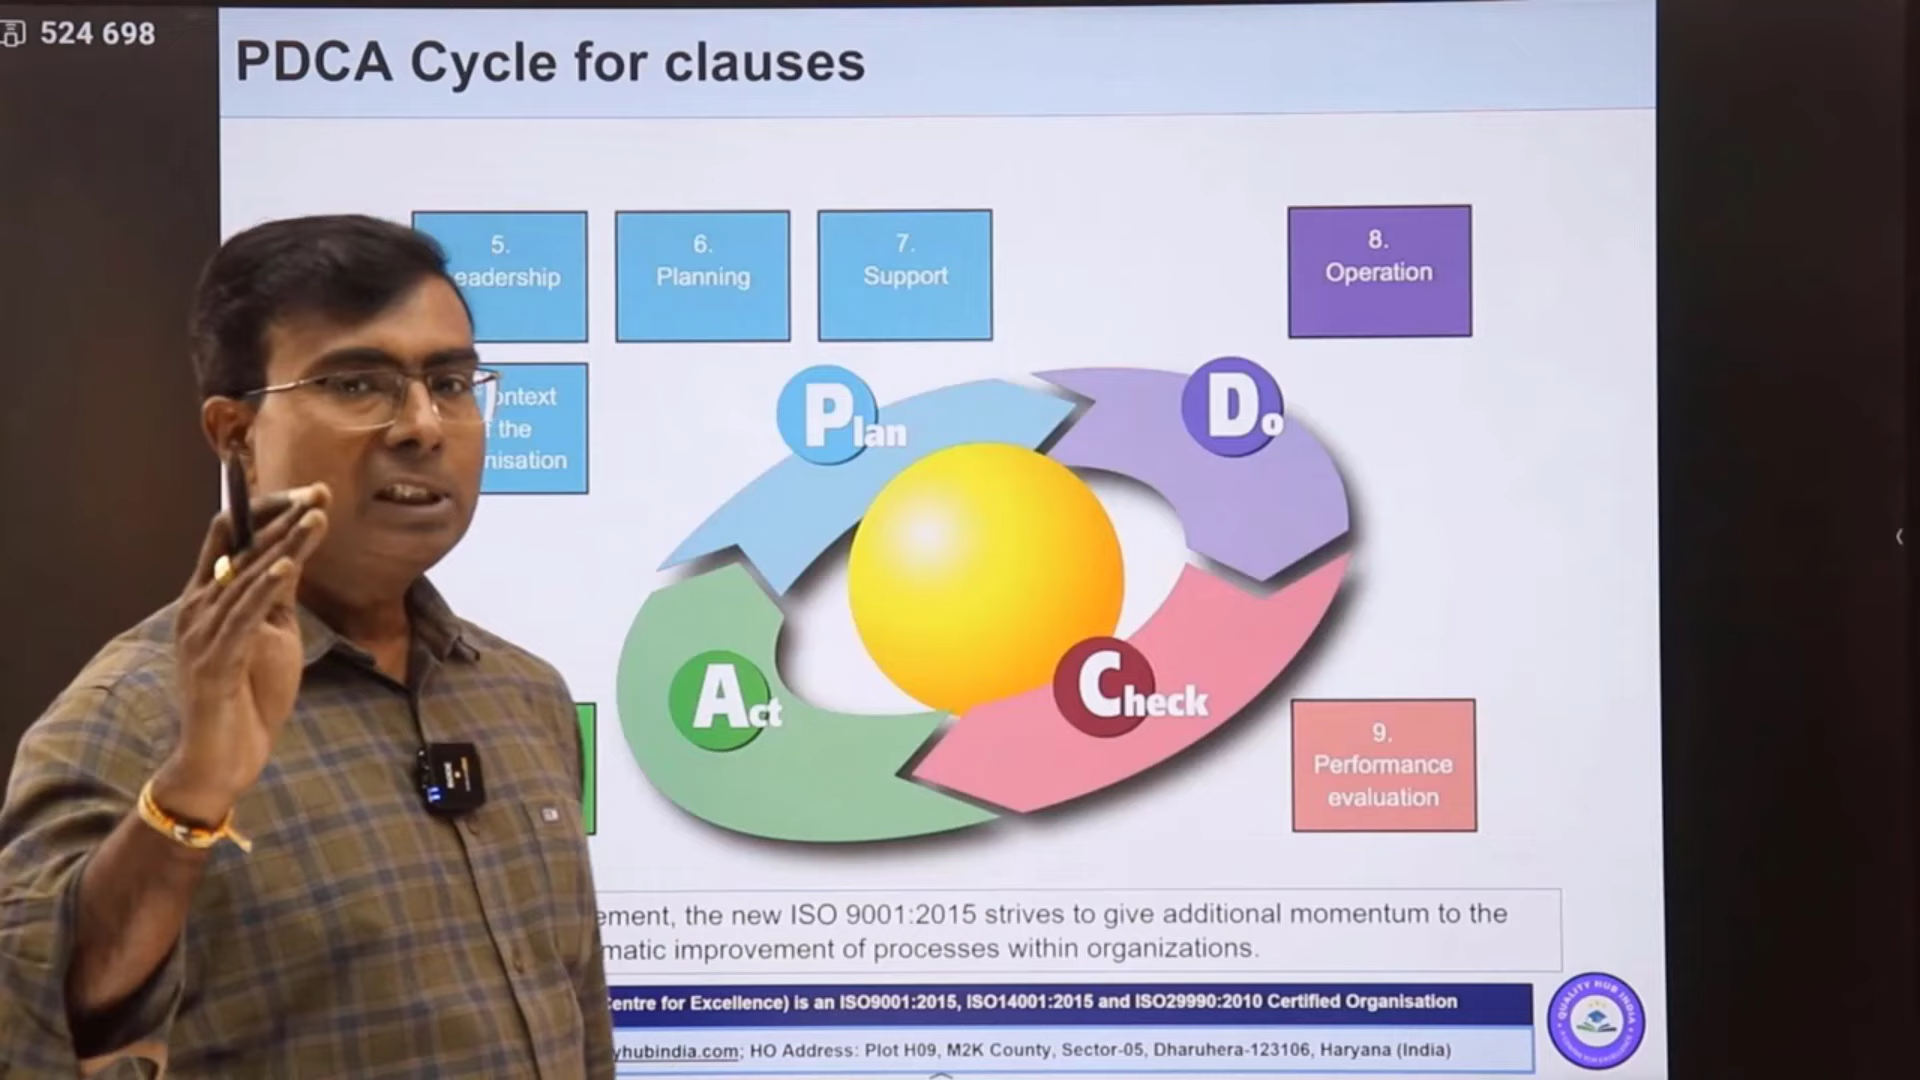 524 698
PDCA Cycle for clauses
5.
eadership
6.
Planning
7.
Support
8.
Operation
ontext
the
nisation
Plan
Do
Act
Check
9.
Performance
evaluation
ement, the new ISO 9001:2015 strives to give additional momentum to the
matic improvement of processes within organizations.
entre for Excellence) is an ISO9001:2015, ISO14001:2015 and ISO29990:2010 Certified Organisation
yhubindia.com; HO Address: Plot H09, M2K County, Sector-05, Dharuhera-123106, Haryana (India)
QUALITY HUB INDIA